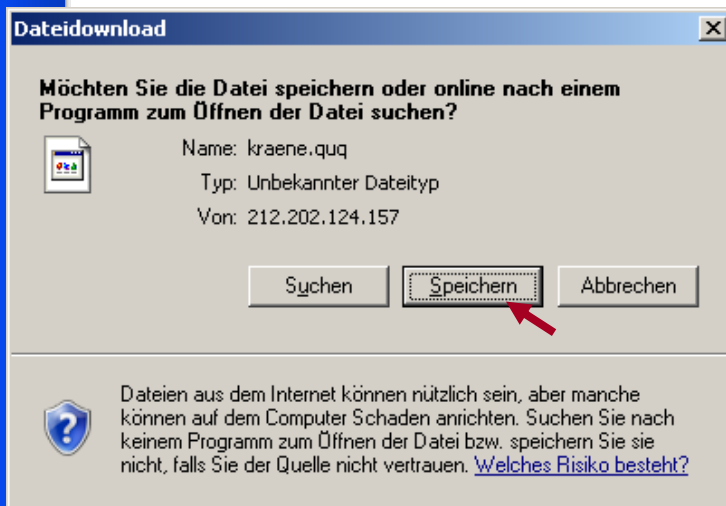 Dateidownload
Möchten Sie die Datei speichern oder online nach einem
Programm zum Öffnen der Datei suchen?
Name: kraene.quq
Typ: Unbekannter Dateityp
Von: 212.202.124.157
Suchen Speichern Abbrechen
Dateien aus dem Internet können nützlich sein, aber manche
können auf dem Computer Schaden anrichten. Suchen Sie nach
keinem Programm zum Öffnen der Datei bzw. speichern Sie sie
nicht, falls Sie der Quelle nicht vertrauen. Welches Risiko besteht?